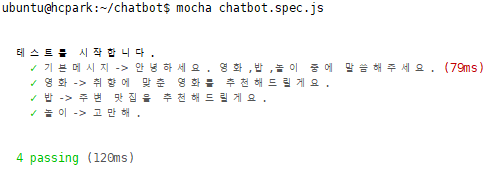 ubuntu@hcpark:~/chatbot$ mocha chatbot.spec.js
테스트를 시작합니다.
✓ 기본메시지 -> 안녕하세요. 영화,밥,놀이 중에 말씀해주세요. (79ms)
✓ 영화 -> 취향에 맞춘 영화를 추천해드릴게요.
✓ 밥 -> 주변 맛집을 추천해드릴게요.
✓ 놀이 -> 고만해.
4 passing (120ms)